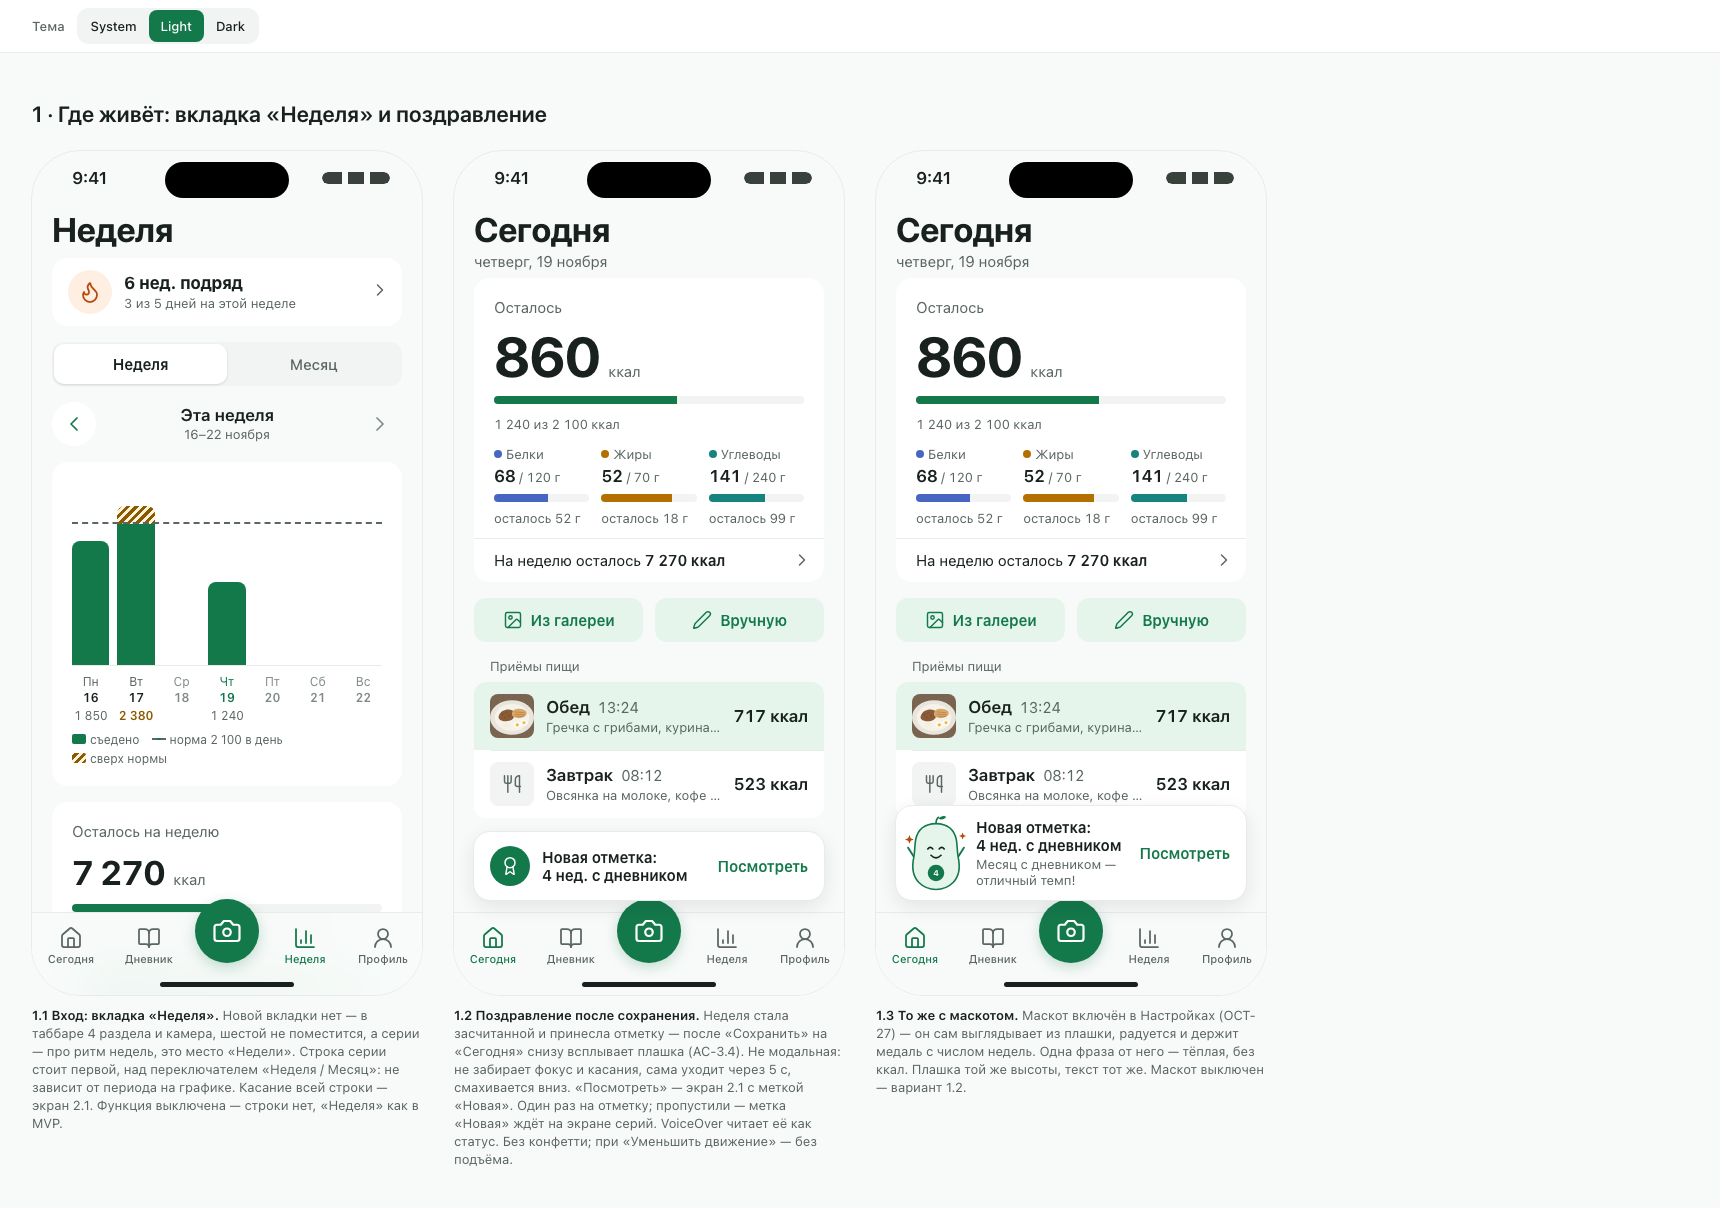 Тема
System
Light
Dark
1 · Где живёт: вкладка «Неделя» и поздравление
9:41
Неделя
6 нед. подряд
3 из 5 дней на этой неделе
Неделя
Месяц
Эта неделя
16–22 ноября
Пн Вт Ср Чт Пт Сб Вс
16 17 18 19 20 21 22
1 850 2 380 1 240
съедено норма 2 100 в день
сверх нормы
Осталось на неделю
7 270 ккал
Сегодня Дневник Неделя Профиль
1.1 Вход: вкладка «Неделя». Новой вкладки нет — в
таббаре 4 раздела и камера, шестой не поместится, а серии
— про ритм недель, это место «Недели». Строка серии
стоит первой, над переключателем «Неделя / Месяц»: не
зависит от периода на графике. Касание всей строки —
экран 2.1. Функция выключена — строки нет, «Неделя» как в
MVP.
9:41
Сегодня
четверг, 19 ноября
Осталось
860 ккал
1 240 из 2 100 ккал
Белки Жиры Углеводы
68 / 120 г 52 / 70 г 141 / 240 г
осталось 52 г осталось 18 г осталось 99 г
На неделю осталось 7 270 ккал
Из галереи Вручную
Приёмы пищи
Обед 13:24
Гречка с грибами, курина...
717 ккал
Завтрак 08:12
Овсянка на молоке, кофе ...
523 ккал
Новая отметка:
4 нед. с дневником
Посмотреть
Сегодня Дневник Неделя Профиль
1.2 Поздравление после сохранения. Неделя стала
засчитанной и принесла отметку — после «Сохранить» на
«Сегодня» снизу всплывает плашка (AC-3.4). Не модальная:
не забирает фокус и касания, сама уходит через 5 с,
смахивается вниз. «Посмотреть» — экран 2.1 с меткой
«Новая». Один раз на отметку; пропустили — метка
«Новая» ждёт на экране серий. VoiceOver читает её как
статус. Без конфетти; при «Уменьшить движение» — без
подъёма.
9:41
Сегодня
четверг, 19 ноября
Осталось
860 ккал
1 240 из 2 100 ккал
Белки Жиры Углеводы
68 / 120 г 52 / 70 г 141 / 240 г
осталось 52 г осталось 18 г осталось 99 г
На неделю осталось 7 270 ккал
Из галереи Вручную
Приёмы пищи
Обед 13:24
Гречка с грибами, курина...
717 ккал
Завтрак 08:12
Овсянка на молоке, кофе ...
523 ккал
4
Новая отметка:
4 нед. с дневником
Месяц с дневником —
отличный темп!
Посмотреть
Сегодня Дневник Неделя Профиль
1.3 То же с маскотом. Маскот включён в Настройках (ОСТ-
27) — он сам выглядывает из плашки, радуется и держит
медаль с числом недель. Одна фраза от него — тёплая, без
ккал. Плашка той же высоты, текст тот же. Маскот выключен
— вариант 1.2.